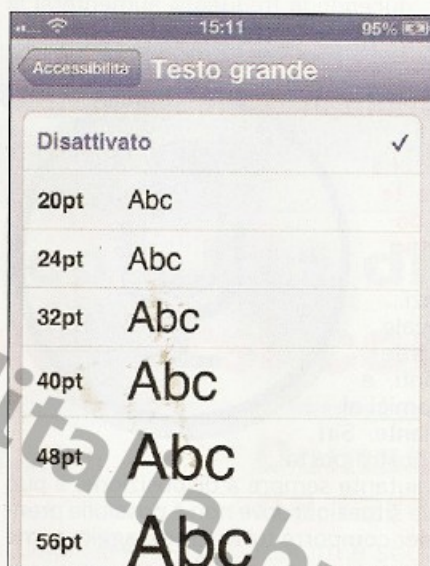 15:11 95%
Accessibilità Testo grande
Disattivato
20pt Abc
24pt Abc
32pt Abc
40pt Abc
48pt Abc
56pt Abc